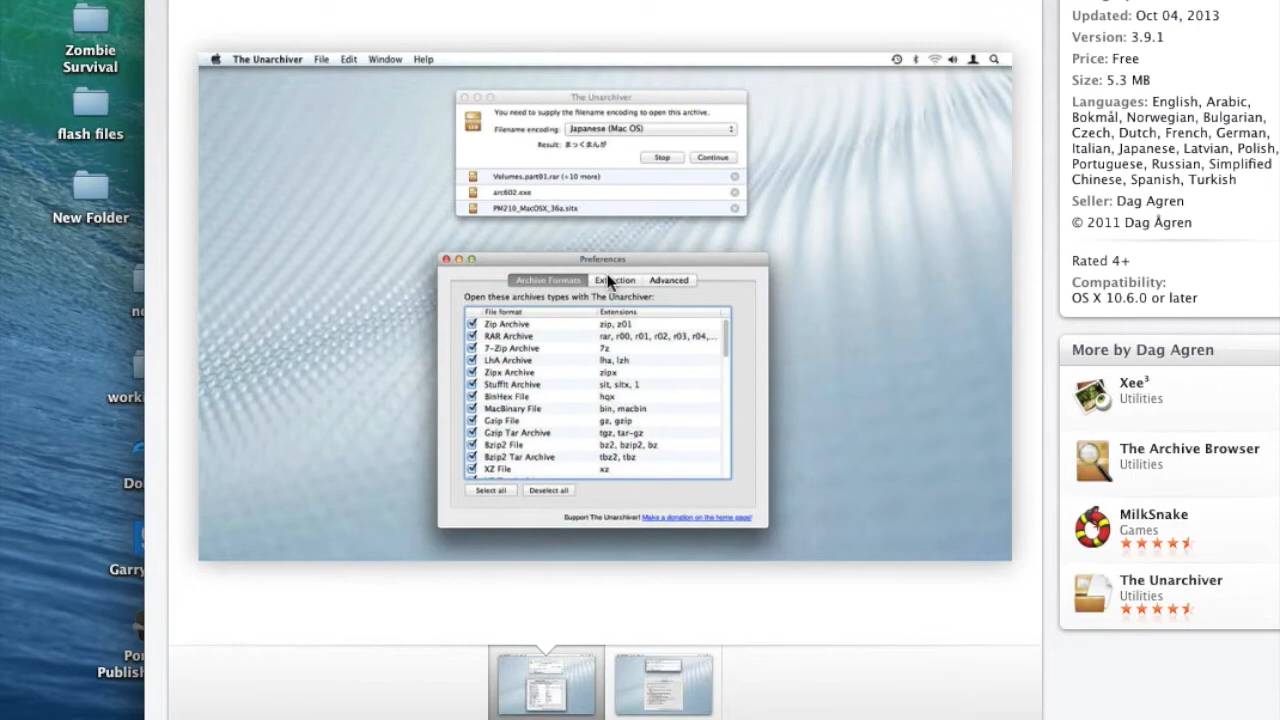 Zombie
Survival
flash files
New Folder
Garry
Publish
The Unarchiver File Edit Window Help
The Unarchiver
You need to supply the filename encoding to open this archive.
Filename encoding: Japanese (Mac OS)
Result: まっくまんが
Stop Continue
Volumes.part01.rar (+10 more)
arc602.exe
PM210_MacOSX_36a.sitx
Preferences
Archive Formats Extraction Advanced
Open these archives types with The Unarchiver:
File format Extensions
Zip Archive zip, z01
RAR Archive rar, r00, r01, r02, r03, r04,...
7-Zip Archive 7z
LhA Archive lha, lzh
Zipx Archive zipx
StuffIt Archive sit, sitx, 1
BinHex File hqx
MacBinary File bin, macbin
Gzip File gz, gzip
Gzip Tar Archive tgz, tar-gz
Bzip2 File bz2, bzip2, bz
Bzip2 Tar Archive tbz2, tbz
XZ File xz
Select all Deselect all
Support The Unarchiver! Make a donation on the home page!
Updated: Oct 04, 2013
Version: 3.9.1
Price: Free
Size: 5.3 MB
Languages: English, Arabic,
Bokmål, Norwegian, Bulgarian,
Czech, Dutch, French, German,
Italian, Japanese, Latvian, Polish,
Portuguese, Russian, Simplified
Chinese, Spanish, Turkish
Seller: Dag Agren
© 2011 Dag Ågren
Rated 4+
Compatibility:
OS X 10.6.0 or later
More by Dag Agren
Xee³
Utilities
The Archive Browser
Utilities
MilkSnake
Games
The Unarchiver
Utilities